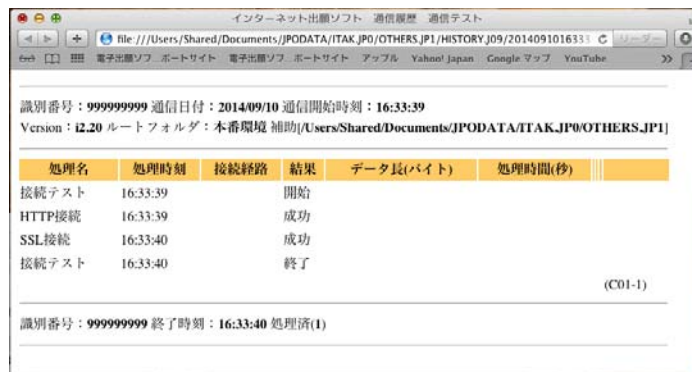 インターネット出願ソフト 通信履歴 通信テスト
file:///Users/Shared/Documents/JPODATA/ITAK.JP0/OTHERS.JP1/HISTORY.J09/2014091016333 リーダー
電子出願ソフ...ポートサイト 電子出願ソフ...ポートサイト アップル Yahoo! Japan Google マップ YouTube >>
識別番号：999999999 通信日付：2014/09/10 通信開始時刻：16:33:39
Version：i2.20 ルートフォルダ：本番環境 補助[/Users/Shared/Documents/JPODATA/ITAK.JP0/OTHERS.JP1]
処理名 処理時刻 接続経路 結果 データ長(バイト) 処理時間(秒)
接続テスト 16:33:39 開始
HTTP接続 16:33:39 成功
SSL接続 16:33:40 成功
接続テスト 16:33:40 終了
(C01-1)
識別番号：999999999 終了時刻：16:33:40 処理済(1)